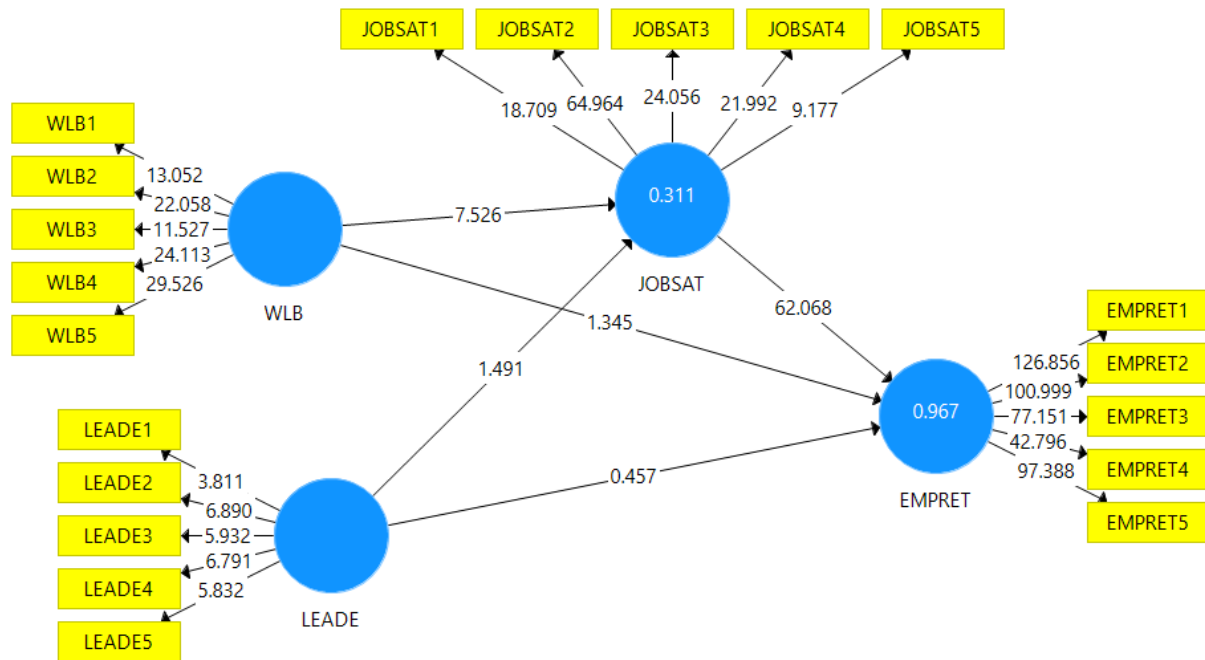 JOBSAT1
JOBSAT2
JOBSAT3
JOBSAT4
JOBSAT5
18.709
64.964
24.056
21.992
9.177
WLB1
WLB2
WLB3
WLB4
WLB5
13.052
22.058
11.527
24.113
29.526
WLB
7.526
0.311
JOBSAT
1.345
62.068
1.491
EMPRET1
EMPRET2
EMPRET3
EMPRET4
EMPRET5
126.856
100.999
77.151
42.796
97.388
0.967
EMPRET
0.457
LEADE1
LEADE2
LEADE3
LEADE4
LEADE5
3.811
6.890
5.932
6.791
5.832
LEADE